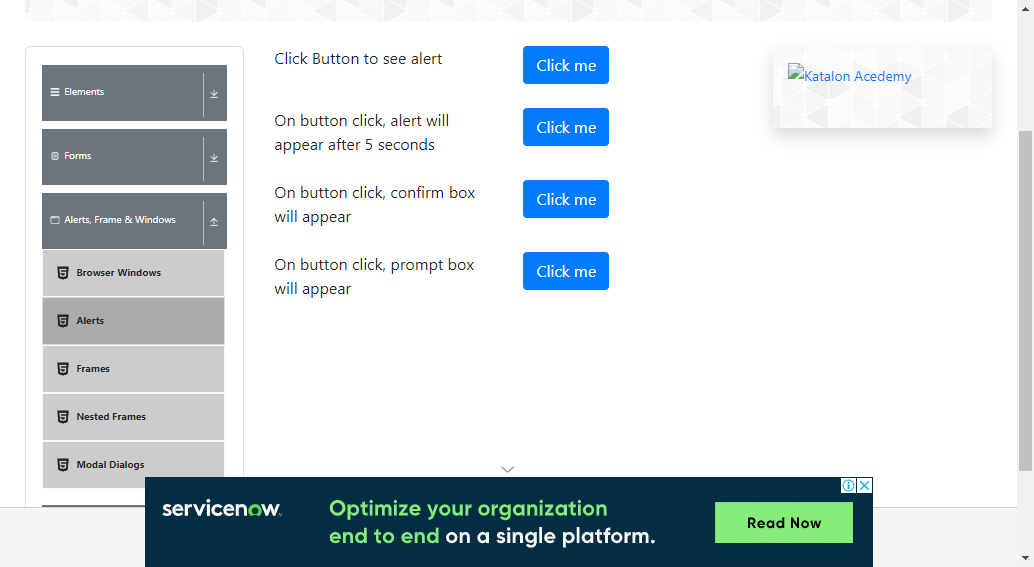 Elements
Forms
Alerts, Frame & Windows
Browser Windows
Alerts
Frames
Nested Frames
Modal Dialogs
Click Button to see alert
Click me
On button click, alert will
appear after 5 seconds
Click me
On button click, confirm box
will appear
Click me
On button click, prompt box
will appear
Click me
Katalon Acedemy
servicenow
Optimize your organization
end to end on a single platform.
Read Now